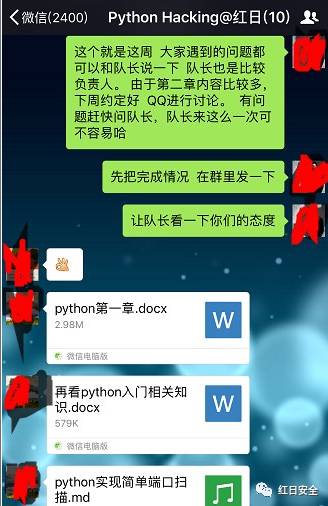 微信(2400)
Python Hacking@红日(10)
这个就是这周 大家遇到的问题都
可以和队长说一下 队长也是比较
负责人。 由于第二章内容比较多，
下周约定好 QQ进行讨论。 有问
题赶快问队长，队长来这么一次可
不容易哈
先把完成情况 在群里发一下
让队长看一下你们的态度
python第一章.docx
2.98M
W
微信电脑版
再看python入门相关知
识.docx
579K
W
微信电脑版
python实现简单端口扫
描.md
红日安全